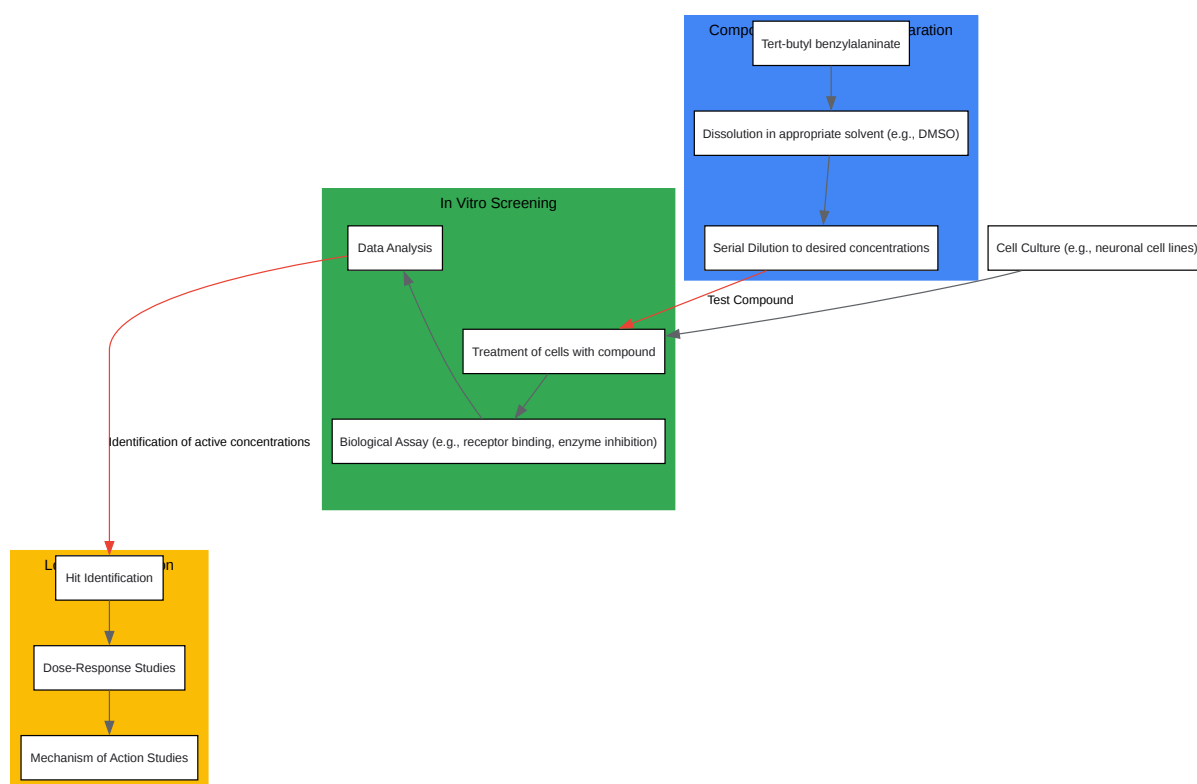 Tert-butyl benzylalaninate
Dissolution in appropriate solvent (e.g., DMSO)
Serial Dilution to desired concentrations
Cell Culture (e.g., neuronal cell lines)
Test Compound
In Vitro Screening
Data Analysis
Treatment of cells with compound
Biological Assay (e.g., receptor binding, enzyme inhibition)
Identification of active concentrations
Hit Identification
Dose-Response Studies
Mechanism of Action Studies